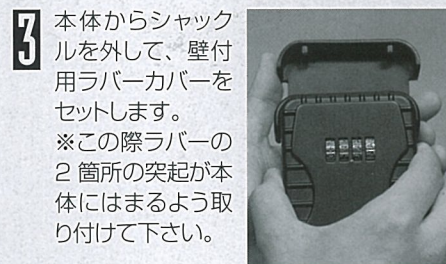 3
本体からシャック
ルを外して、壁付
用ラバーカバーを
セットします。
※この際ラバーの
2 箇所の突起が本
体にはまるよう取
り付けて下さい。